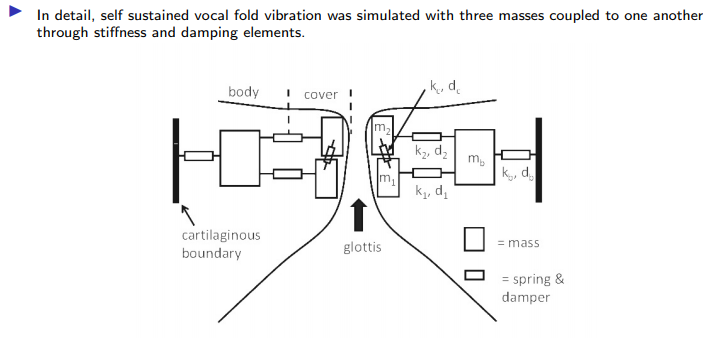 In detail, self sustained vocal fold vibration was simulated with three masses coupled to one another
through stiffness and damping elements.
body
cover
k_c, d_c
m_2
k_2, d_2
m_b
k_b, d_b
m_1
k_1, d_1
cartilaginous
boundary
glottis
= mass
= spring &
damper